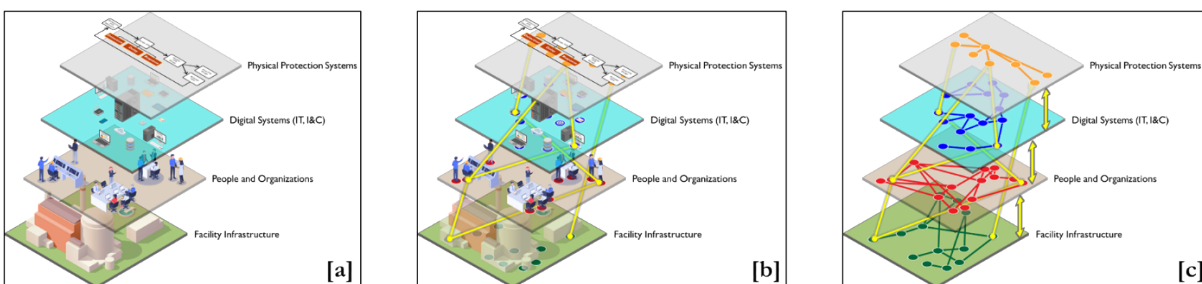 Physical Protection Systems
Digital Systems (IT, I&C)
People and Organizations
Facility Infrastructure
[a]
Physical Protection Systems
Digital Systems (IT, I&C)
People and Organizations
Facility Infrastructure
[b]
Physical Protection Systems
Digital Systems (IT, I&C)
People and Organizations
Facility Infrastructure
[c]